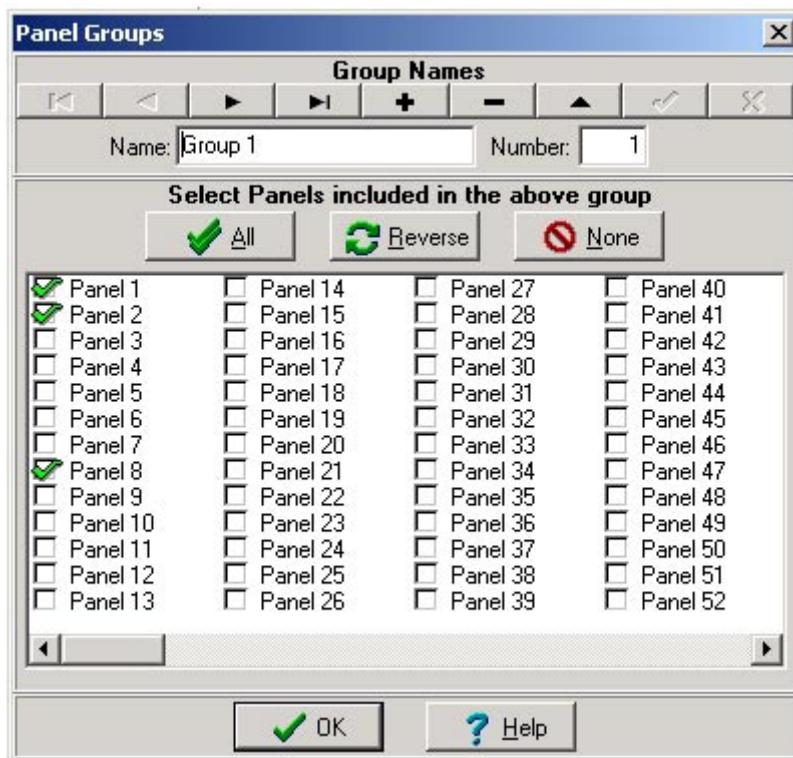 Panel Groups
Group Names
Name: Group 1 Number: 1
Select Panels included in the above group
All Reverse None
Panel 1 Panel 14 Panel 27 Panel 40
Panel 2 Panel 15 Panel 28 Panel 41
Panel 3 Panel 16 Panel 29 Panel 42
Panel 4 Panel 17 Panel 30 Panel 43
Panel 5 Panel 18 Panel 31 Panel 44
Panel 6 Panel 19 Panel 32 Panel 45
Panel 7 Panel 20 Panel 33 Panel 46
Panel 8 Panel 21 Panel 34 Panel 47
Panel 9 Panel 22 Panel 35 Panel 48
Panel 10 Panel 23 Panel 36 Panel 49
Panel 11 Panel 24 Panel 37 Panel 50
Panel 12 Panel 25 Panel 38 Panel 51
Panel 13 Panel 26 Panel 39 Panel 52
OK Help